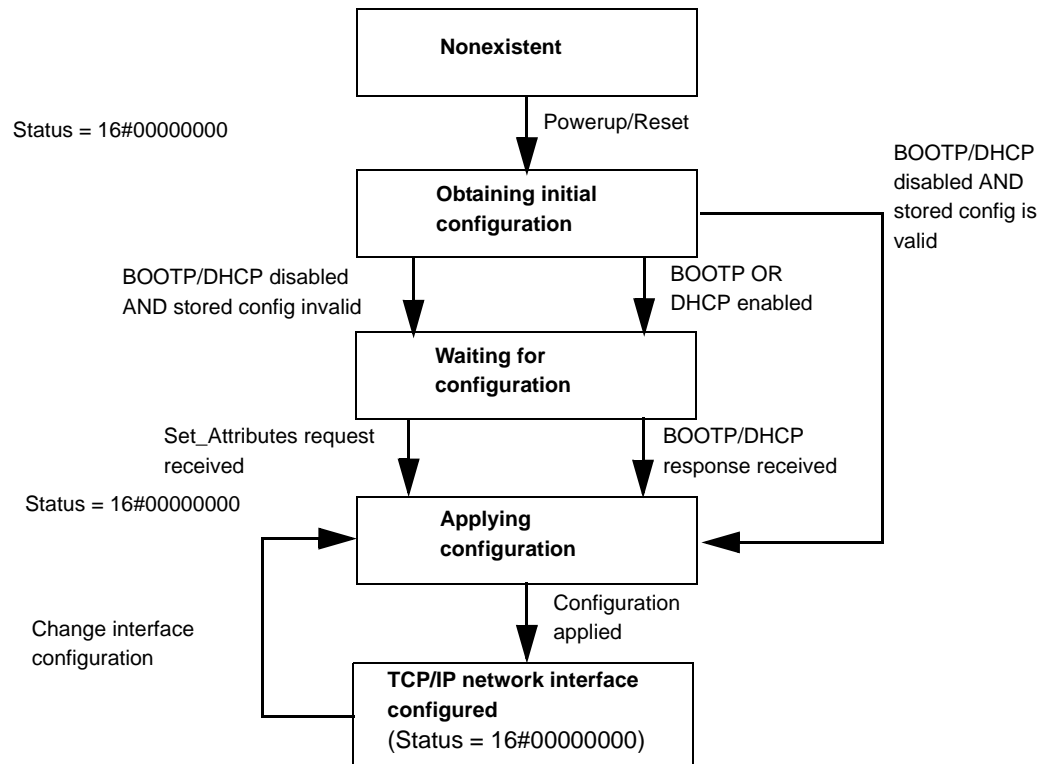 Nonexistent
Status = 16#00000000
Powerup/Reset
BOOTP/DHCP
disabled AND
stored config is
valid
Obtaining initial
configuration
BOOTP/DHCP disabled
AND stored config invalid
BOOTP OR
DHCP enabled
Waiting for
configuration
Set_Attributes request
received
BOOTP/DHCP
response received
Status = 16#00000000
Applying
configuration
Change interface
configuration
Configuration
applied
TCP/IP network interface
configured
(Status = 16#00000000)